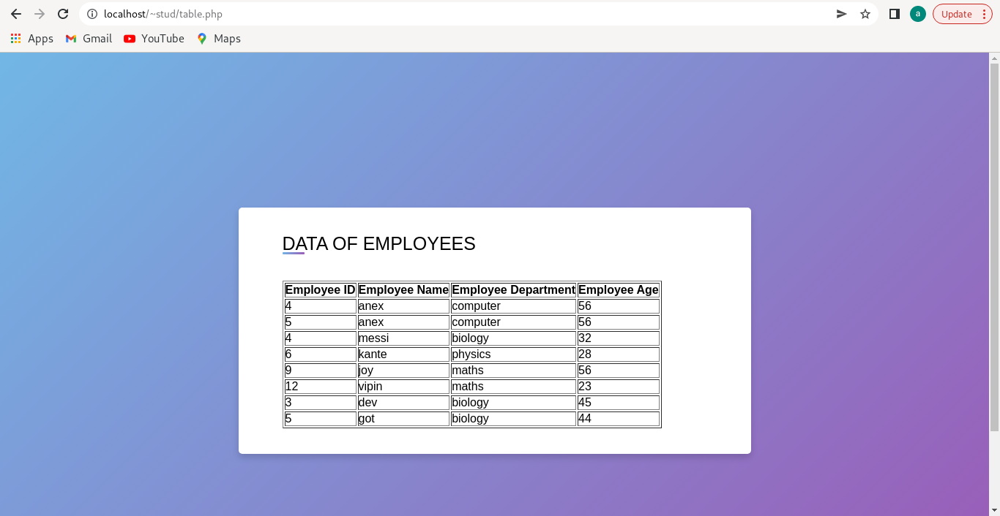 localhost/~stud/table.php
a
Update
Apps Gmail YouTube Maps
DATA OF EMPLOYEES
Employee ID Employee Name Employee Department Employee Age
4 anex computer 56
5 anex computer 56
4 messi biology 32
6 kante physics 28
9 joy maths 56
12 vipin maths 23
3 dev biology 45
5 got biology 44